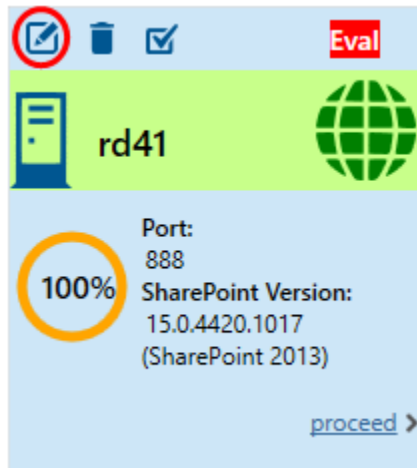 Eval
rd41
Port:
888
100%
SharePoint Version:
15.0.4420.1017
(SharePoint 2013)
proceed